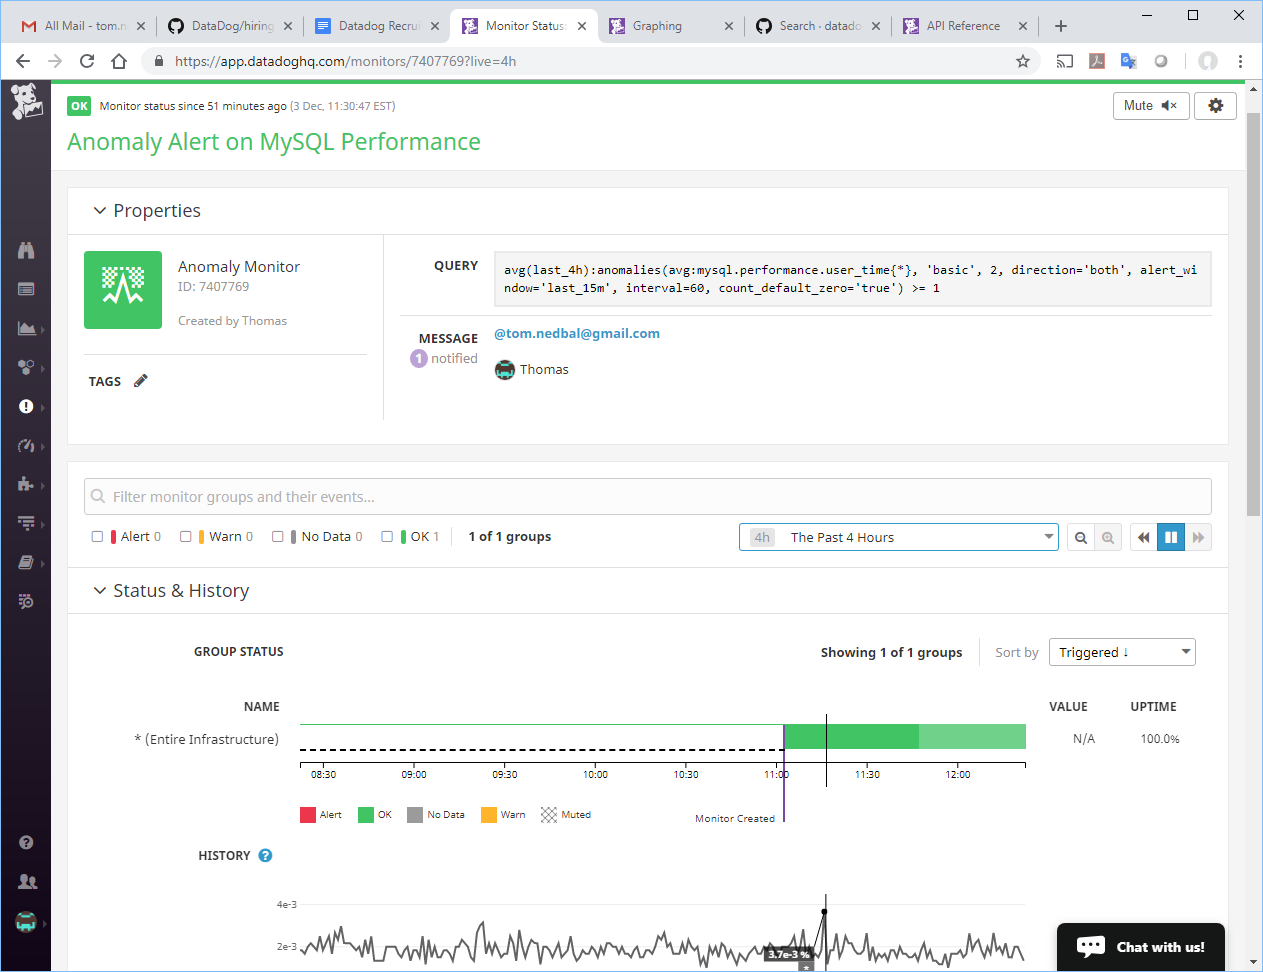 All Mail - tom.n
DataDog/hiring
Datadog Recru
Monitor Status:
Graphing
Search · datado
API Reference
https://app.datadoghq.com/monitors/7407769?live=4h
OK Monitor status since 51 minutes ago (3 Dec, 11:30:47 EST)
Mute
Anomaly Alert on MySQL Performance
Properties
Anomaly Monitor
ID: 7407769
Created by Thomas
TAGS
QUERY
avg(last_4h):anomalies(avg:mysql.performance.user_time{*}, 'basic', 2, direction='both', alert_wi
ndow='last_15m', interval=60, count_default_zero='true') >= 1
MESSAGE
1 notified
@tom.nedbal@gmail.com
Thomas
Filter monitor groups and their events...
Alert 0 Warn 0 No Data 0 OK 1 1 of 1 groups
4h The Past 4 Hours
Status & History
GROUP STATUS
Showing 1 of 1 groups Sort by Triggered ↓
NAME VALUE UPTIME
* (Entire Infrastructure) N/A 100.0%
08:30 09:00 09:30 10:00 10:30 11:00 11:30 12:00
Alert OK No Data Warn Muted
Monitor Created
HISTORY ?
4e-3
2e-3
3.7e-3 %
*
Chat with us!